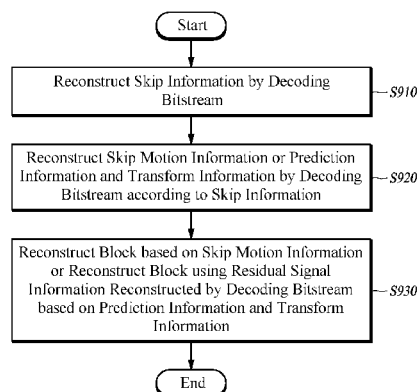 Start
Reconstruct Skip Information by Decoding
Bitstream
S910
Reconstruct Skip Motion Information or Prediction
Information and Transform Information by Decoding
Bitstream according to Skip Information
S920
Reconstruct Block based on Skip Motion Information
or Reconstruct Block using Residual Signal
Information Reconstructed by Decoding Bitstream
based on Prediction Information and Transform
Information
S930
End